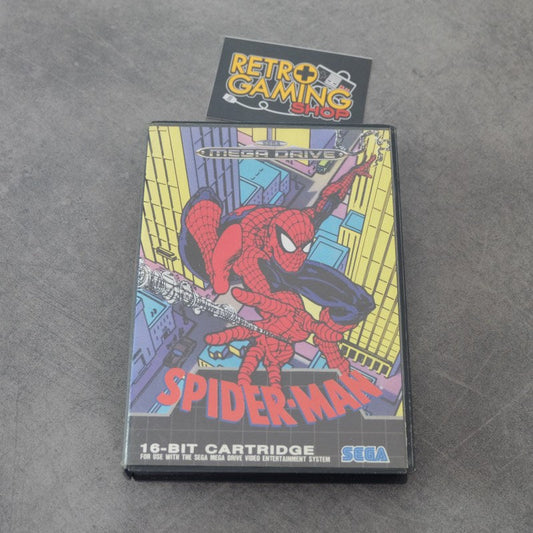 RETRO
GAMING
SHOP
SEGA
MEGA DRIVE
SPIDER-MAN
16-BIT CARTRIDGE
FOR USE WITH THE SEGA MEGA DRIVE VIDEO ENTERTAINMENT SYSTEM
SEGA